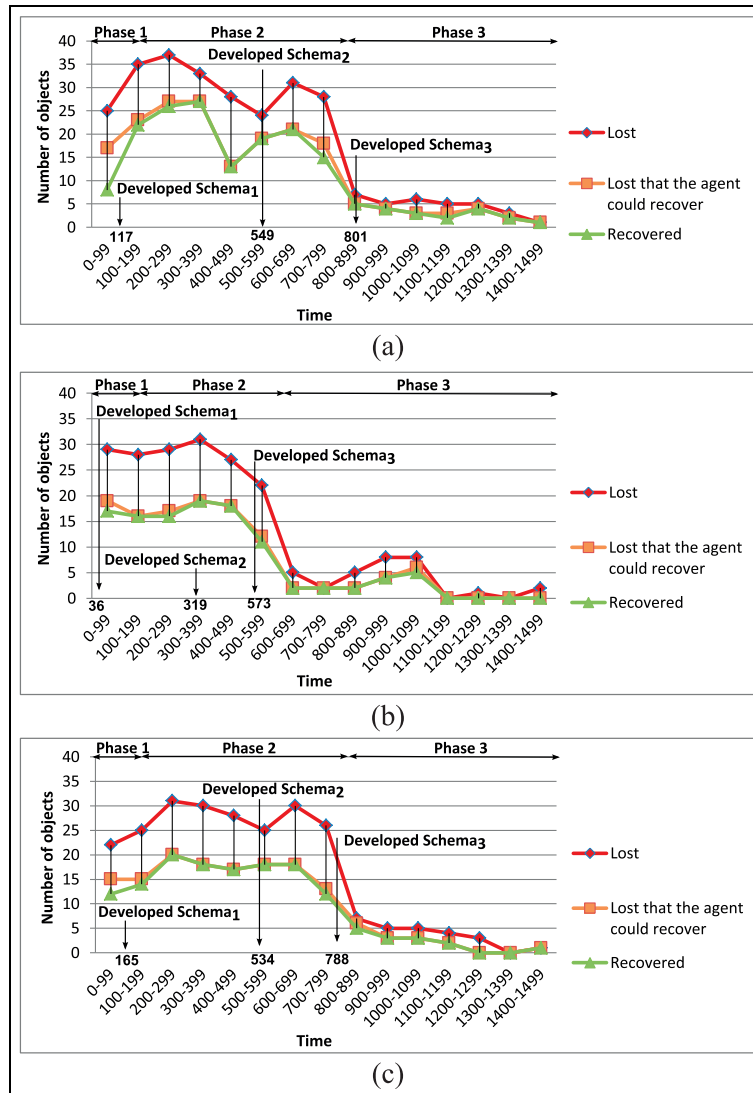 Phase 1 Phase 2 Phase 3
40
35
30
25
20
15
10
5
0
Number of objects
Developed Schema2
Developed Schema3
Developed Schema1
117 549 801
0-99
100-199
200-299
300-399
400-499
500-599
600-699
700-799
800-899
900-999
1000-1099
1100-1199
1200-1299
1300-1399
1400-1499
Time
Lost
Lost that the agent
could recover
Recovered
(a)
Phase 1 Phase 2 Phase 3
40
35
30
25
20
15
10
5
0
Number of objects
Developed Schema1
Developed Schema3
Developed Schema2
36 319 573
0-99
100-199
200-299
300-399
400-499
500-599
600-699
700-799
800-899
900-999
1000-1099
1100-1199
1200-1299
1300-1399
1400-1499
Time
Lost
Lost that the agent
could recover
Recovered
(b)
Phase 1 Phase 2 Phase 3
40
35
30
25
20
15
10
5
0
Number of objects
Developed Schema2
Developed Schema3
Developed Schema1
165 534 788
0-99
100-199
200-299
300-399
400-499
500-599
600-699
700-799
800-899
900-999
1000-1099
1100-1199
1200-1299
1300-1399
1400-1499
Time
Lost
Lost that the agent
could recover
Recovered
(c)